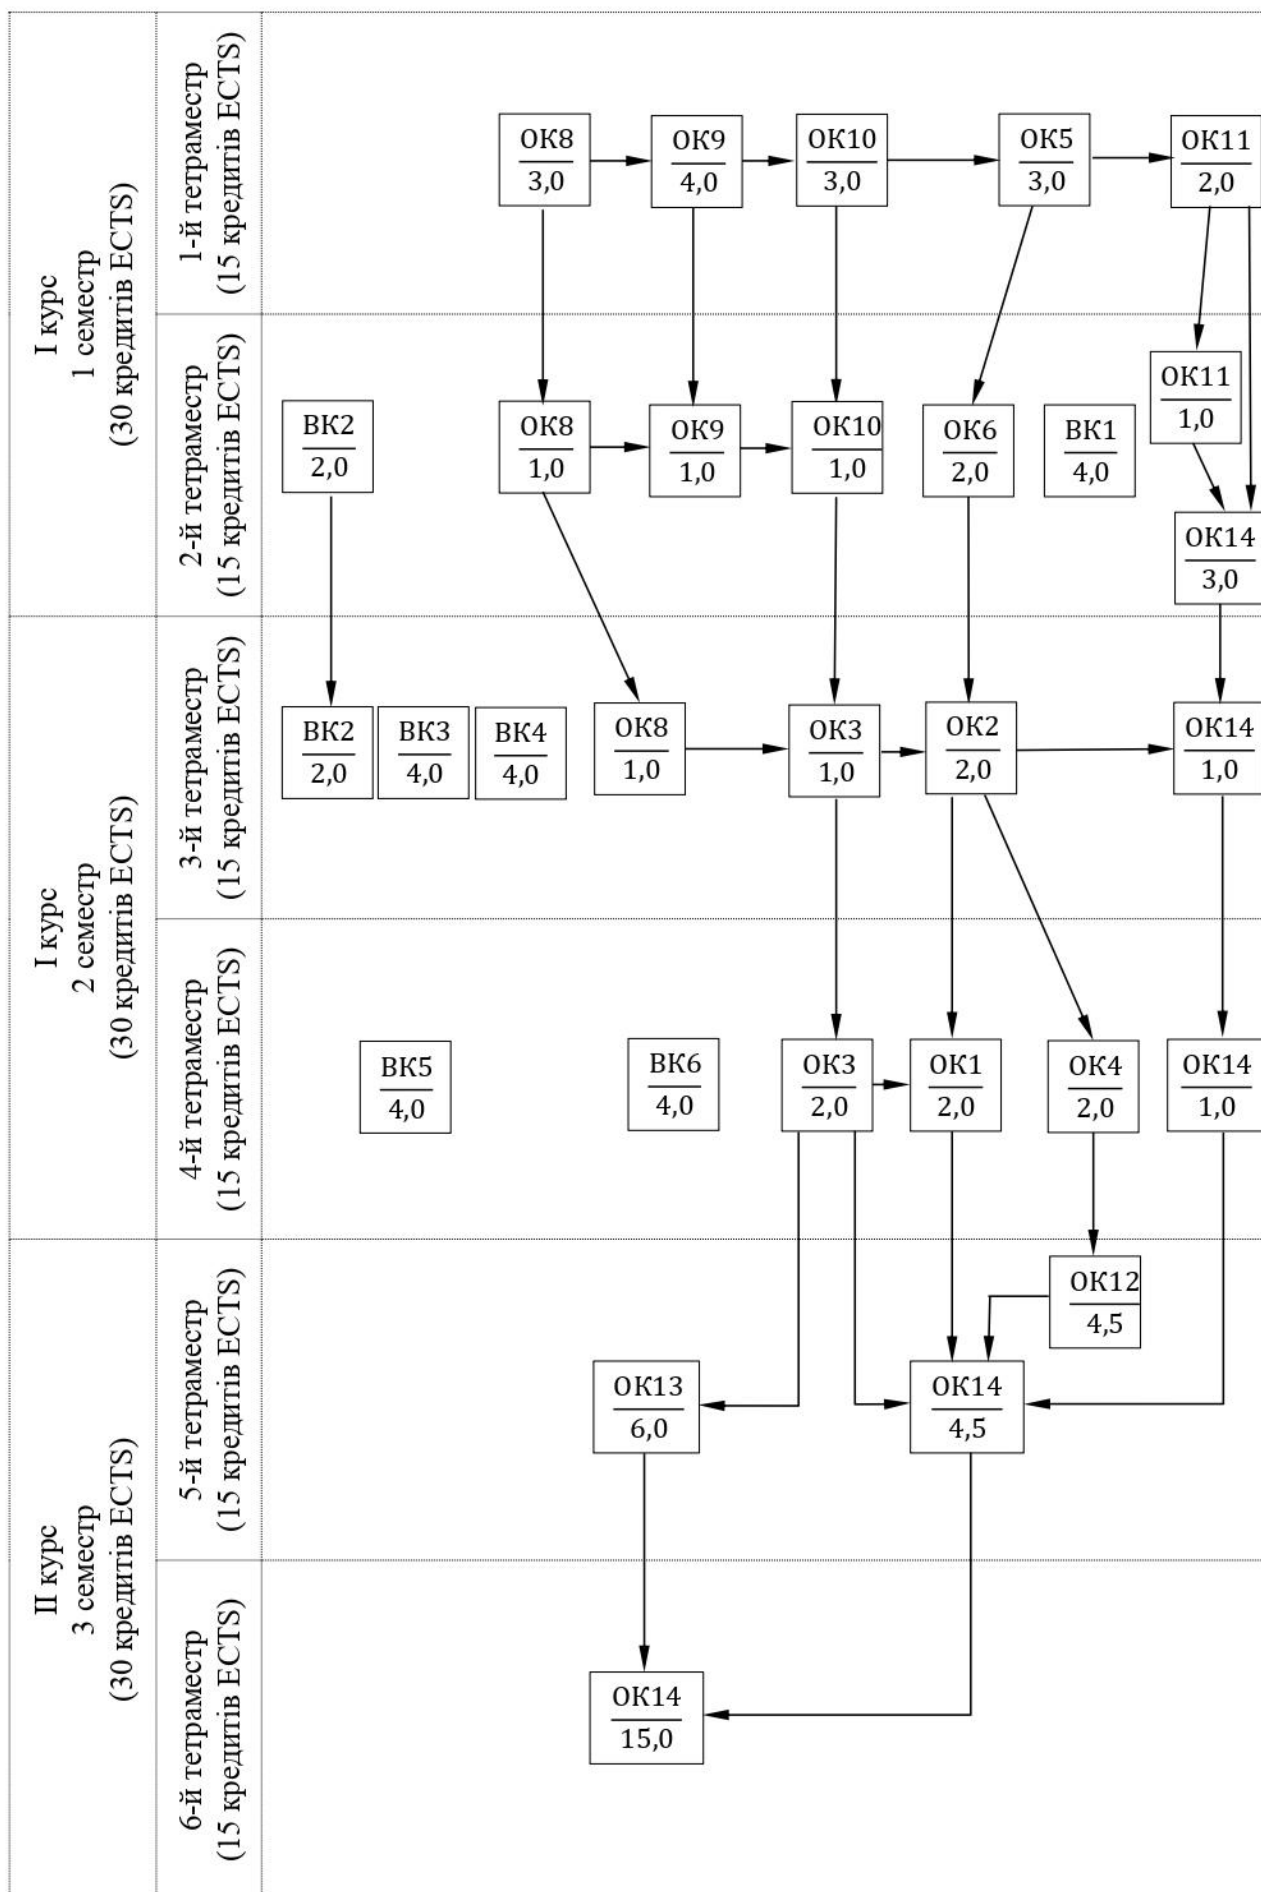 І курс
1 семестр
(30 кредитів ECTS)
1-й тетраместр
(15 кредитів ECTS)
ОК8
3,0
ОК9
4,0
ОК10
3,0
ОК5
3,0
ОК11
2,0
2-й тетраместр
(15 кредитів ECTS)
ВК2
2,0
ОК8
1,0
ОК9
1,0
ОК10
1,0
ОК6
2,0
ВК1
4,0
ОК11
1,0
ОК14
3,0
І курс
2 семестр
(30 кредитів ECTS)
3-й тетраместр
(15 кредитів ECTS)
ВК2
2,0
ВК3
4,0
ВК4
4,0
ОК8
1,0
ОК3
1,0
ОК2
2,0
ОК14
1,0
4-й тетраместр
(15 кредитів ECTS)
ВК5
4,0
ВК6
4,0
ОК3
2,0
ОК1
2,0
ОК4
2,0
ОК14
1,0
ІІ курс
3 семестр
(30 кредитів ECTS)
5-й тетраместр
(15 кредитів ECTS)
ОК12
4,5
ОК13
6,0
ОК14
4,5
6-й тетраместр
(15 кредитів ECTS)
ОК14
15,0